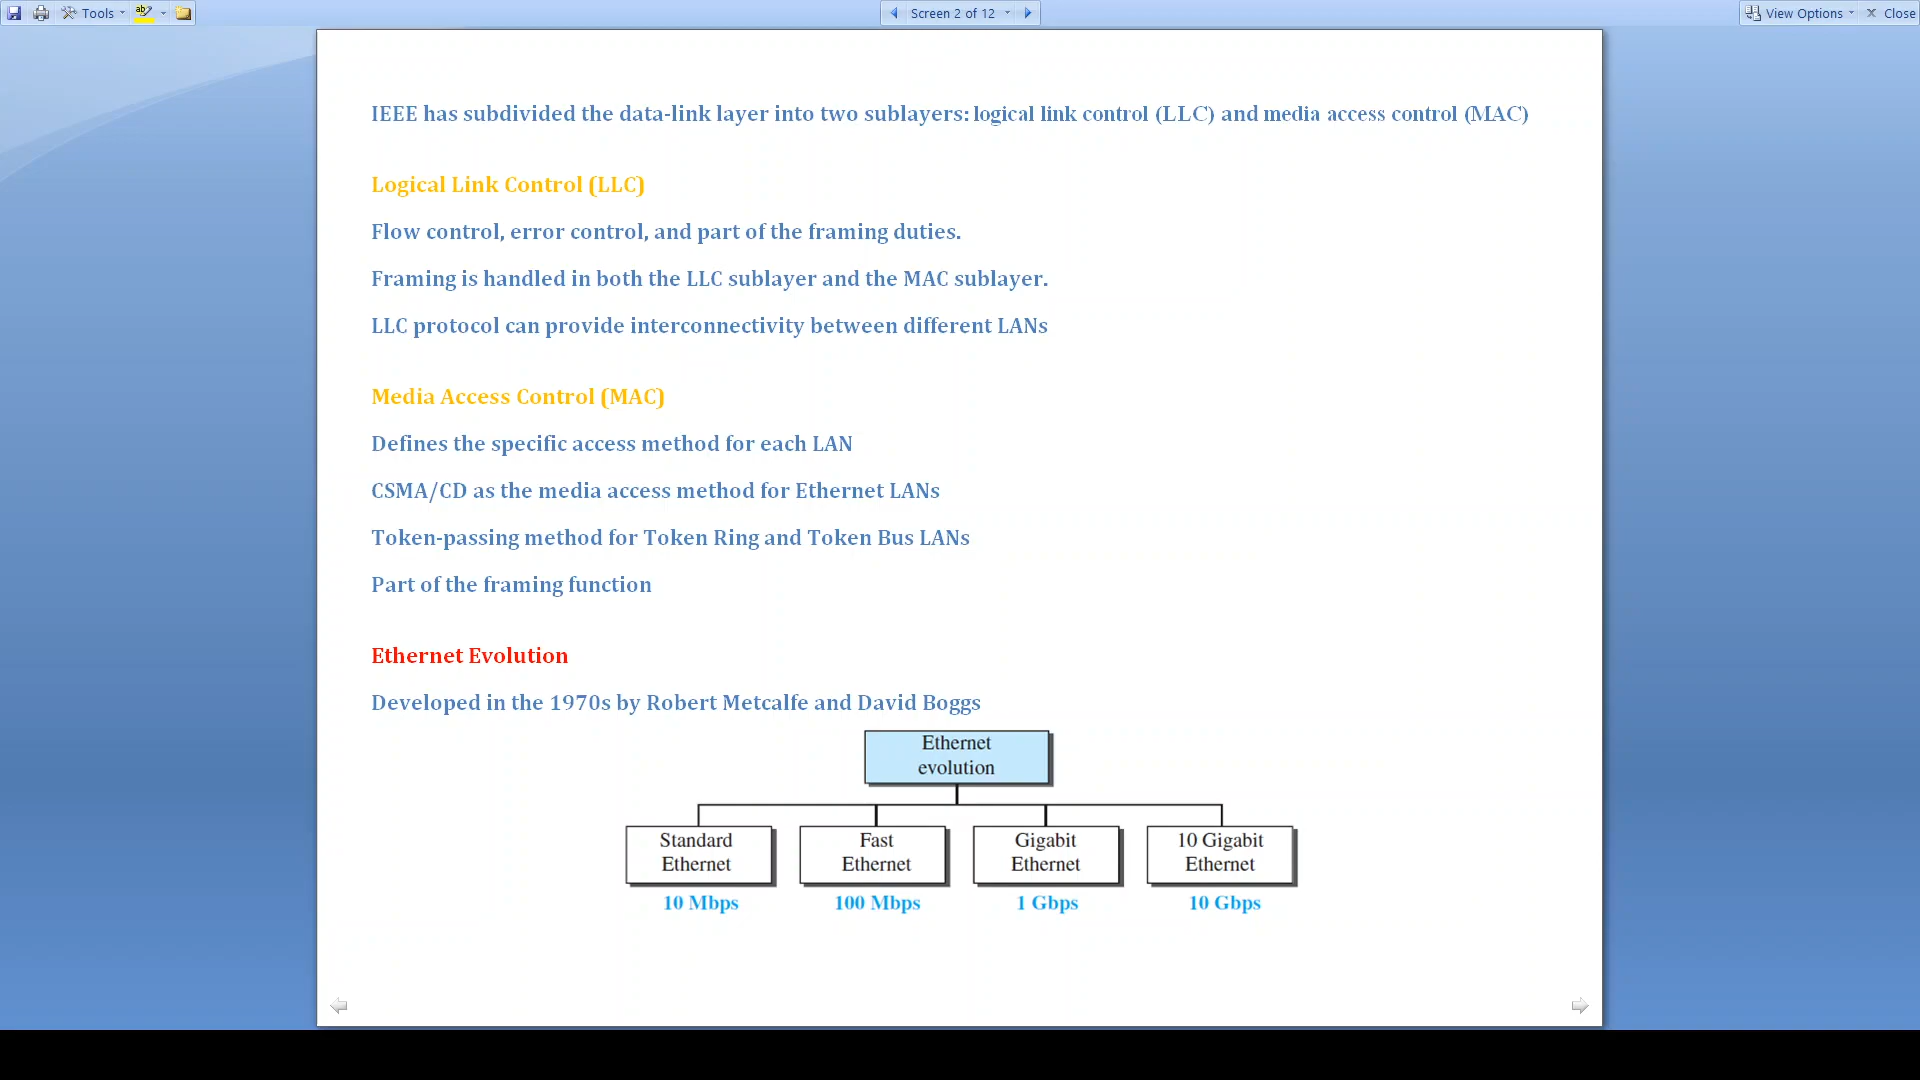 Tools
Screen 2 of 12
View Options
Close
IEEE has subdivided the data-link layer into two sublayers: logical link control (LLC) and media access control (MAC)
Logical Link Control (LLC)
Flow control, error control, and part of the framing duties.
Framing is handled in both the LLC sublayer and the MAC sublayer.
LLC protocol can provide interconnectivity between different LANs
Media Access Control (MAC)
Defines the specific access method for each LAN
CSMA/CD as the media access method for Ethernet LANs
Token-passing method for Token Ring and Token Bus LANs
Part of the framing function
Ethernet Evolution
Developed in the 1970s by Robert Metcalfe and David Boggs
Ethernet
evolution
Standard
Ethernet
10 Mbps
Fast
Ethernet
100 Mbps
Gigabit
Ethernet
1 Gbps
10 Gigabit
Ethernet
10 Gbps